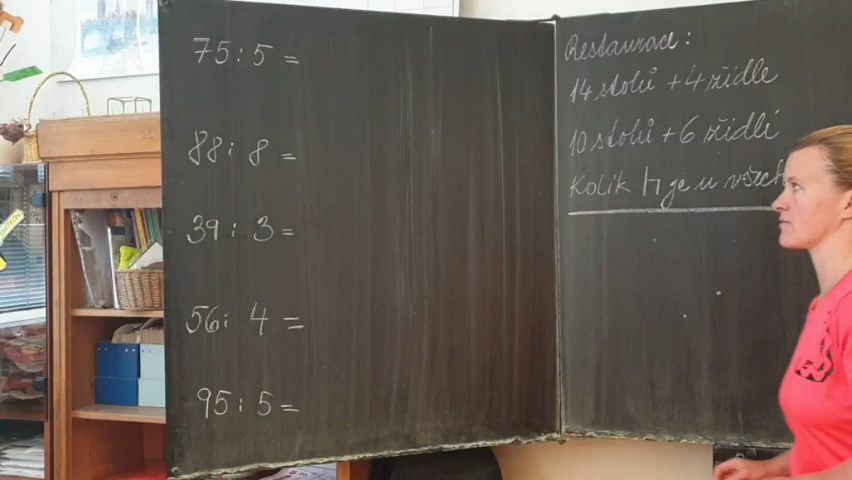 75:5=
88:8=
39:3=
56:4=
95:5=
Restaurace:
14 stolů + 4 židle
10 stolů + 6 židlí
Kolik je u všech